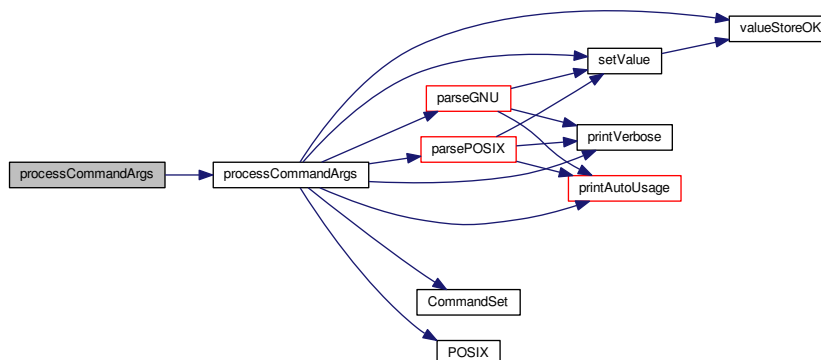 valueStoreOK
setValue
parseGNU
printVerbose
parsePOSIX
processCommandArgs
processCommandArgs
printAutoUsage
CommandSet
POSIX